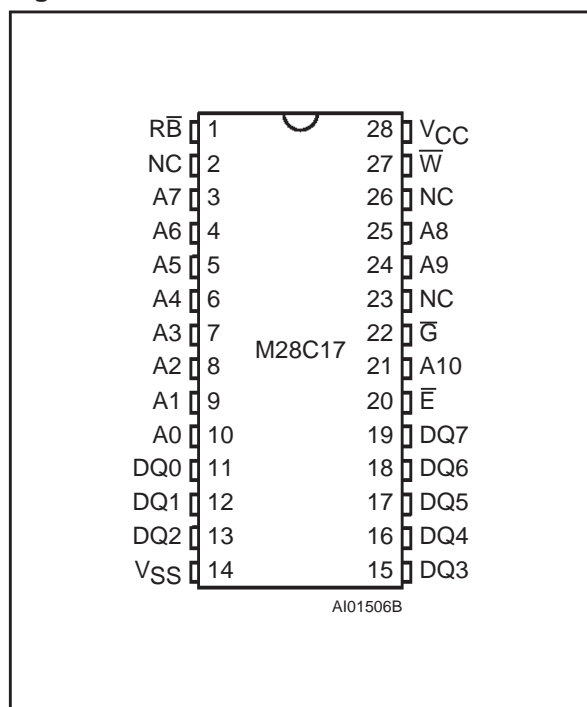 RB̅ 1 28 VCC
NC 2 27 W̅
A7 3 26 NC
A6 4 25 A8
A5 5 24 A9
A4 6 23 NC
A3 7 22 G̅
M28C17
A2 8 21 A10
A1 9 20 E̅
A0 10 19 DQ7
DQ0 11 18 DQ6
DQ1 12 17 DQ5
DQ2 13 16 DQ4
VSS 14 15 DQ3
AI01506B